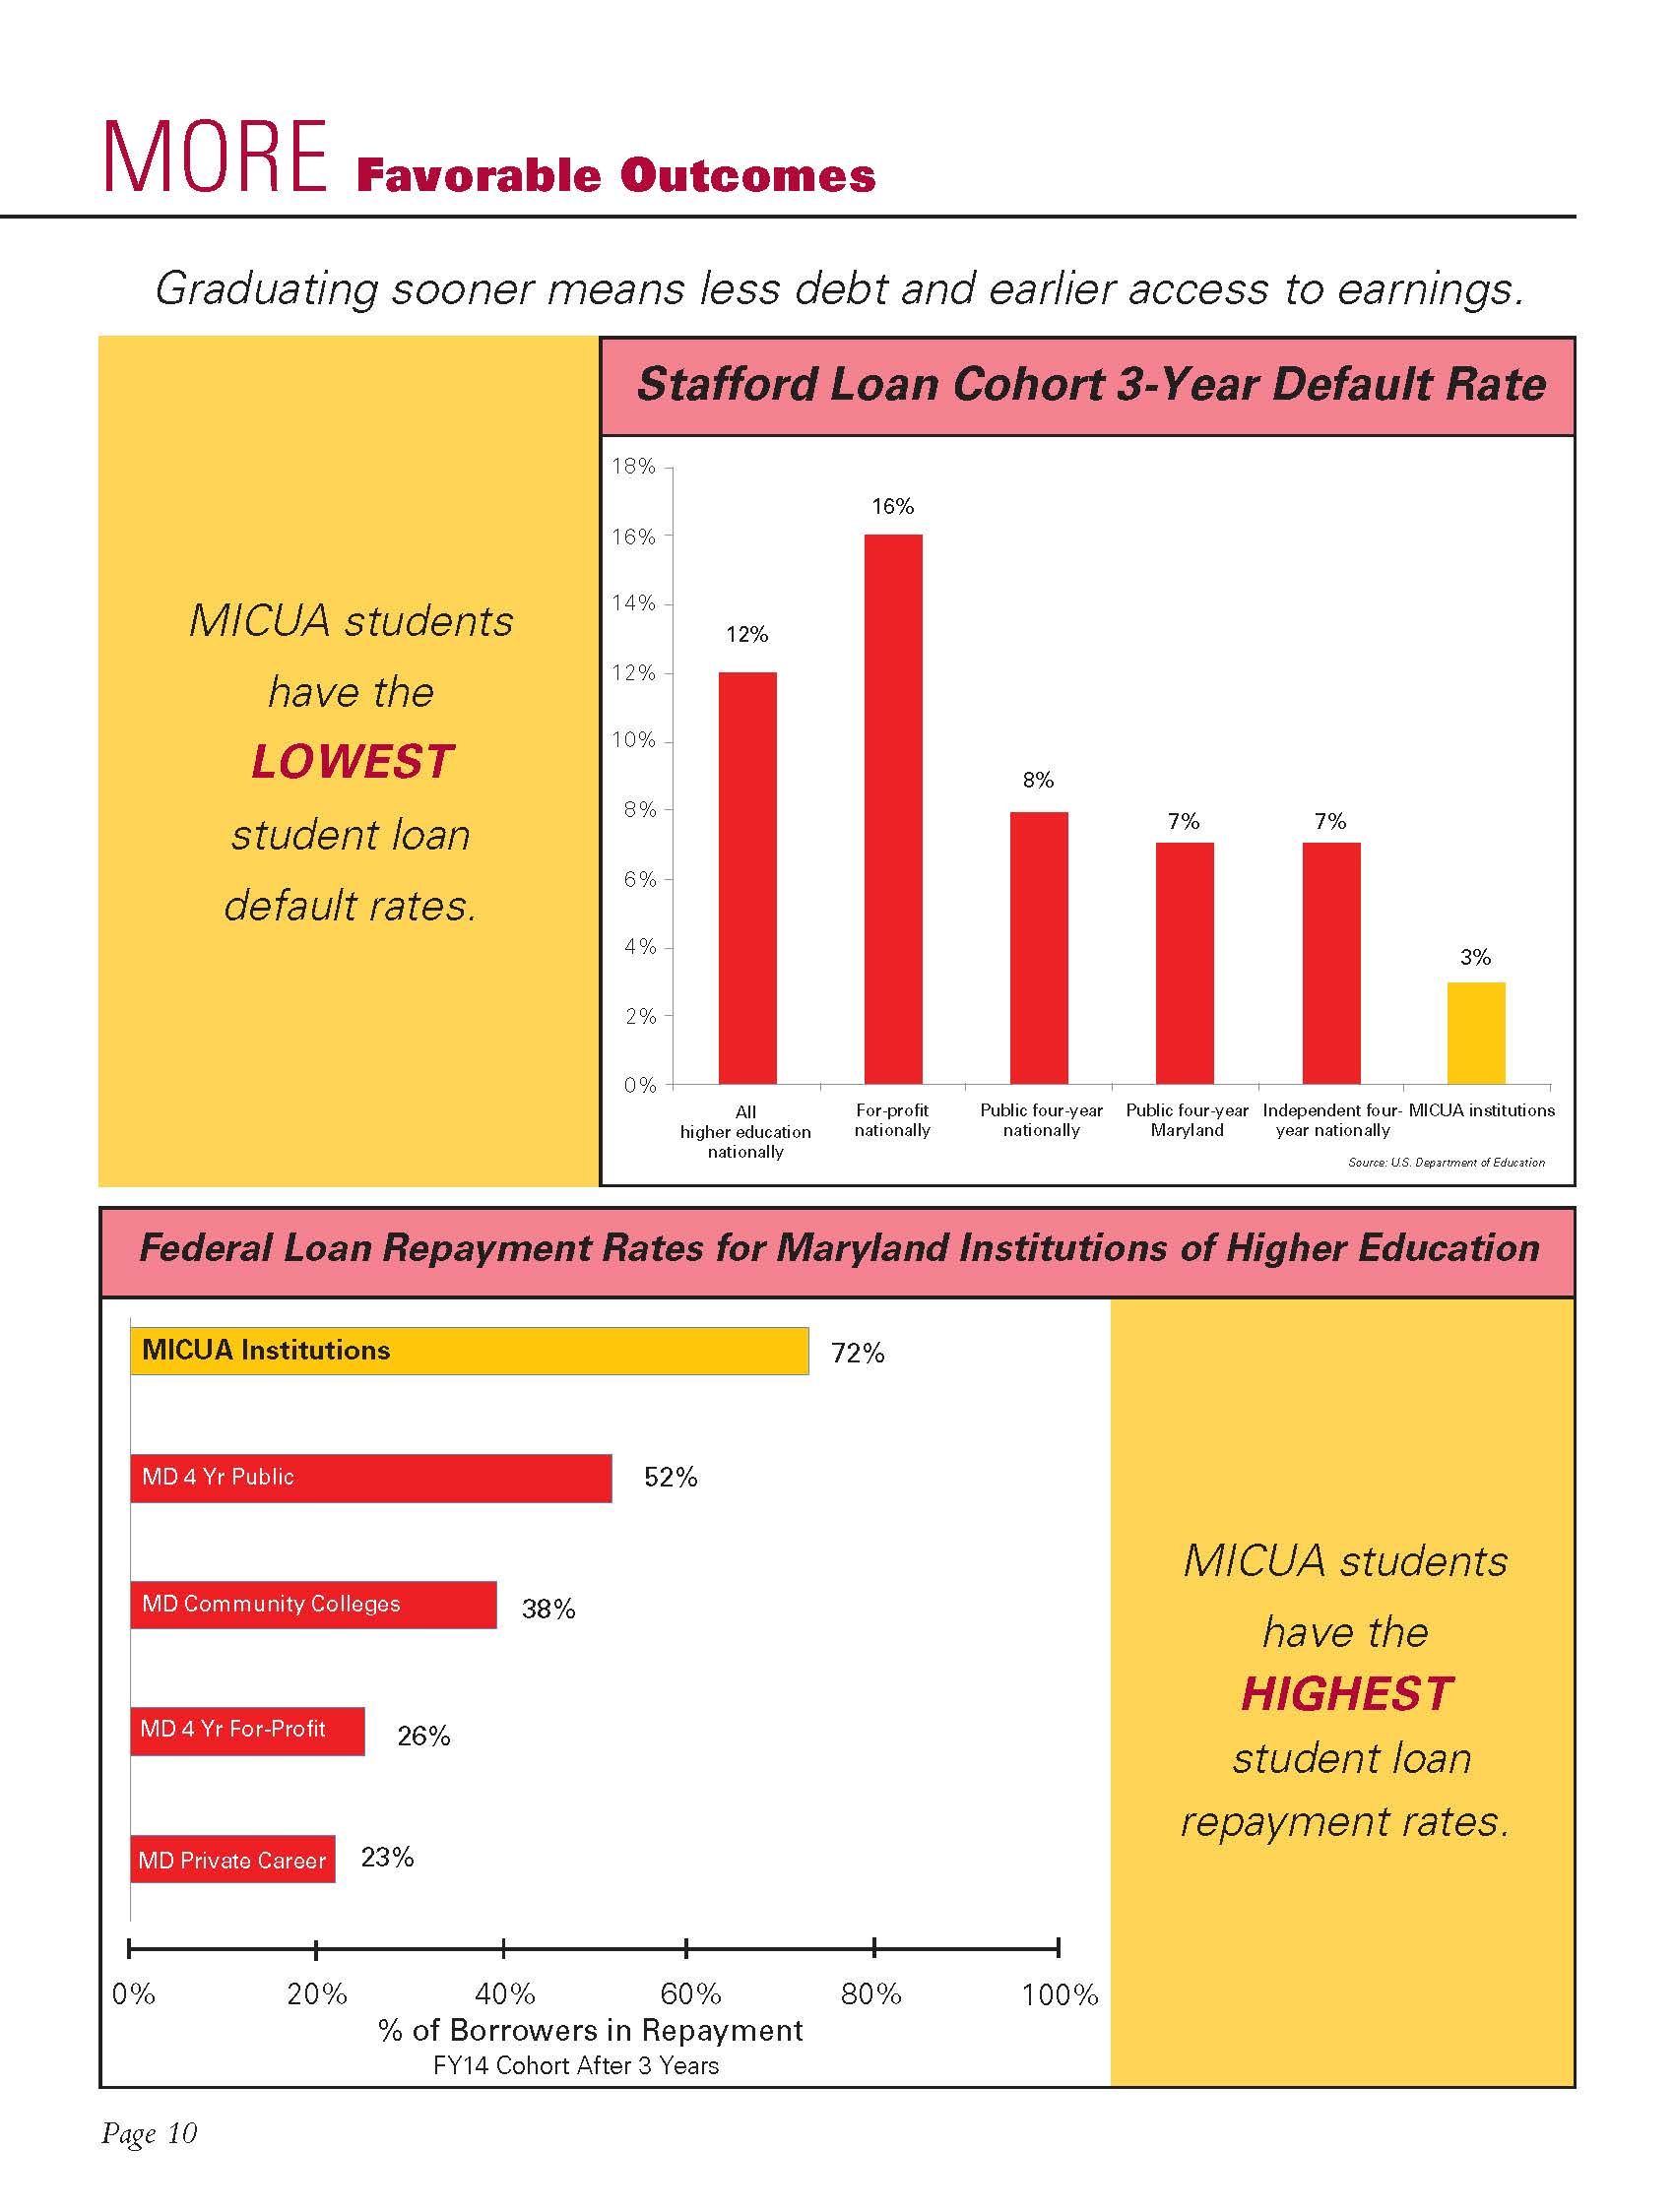 MORE Favorable Outcomes
Graduating sooner means less debt and earlier access to earnings.
MICUA students
have the
LOWEST
student loan
default rates.
Stafford Loan Cohort 3-Year Default Rate
18%
16%
14%
12%
10%
8%
6%
4%
2%
0%
12%
16%
8%
7%
7%
3%
All
higher education
nationally
For-profit
nationally
Public four-year
nationally
Public four-year
Maryland
Independent four-
year nationally
MICUA institutions
Source: U.S. Department of Education
Federal Loan Repayment Rates for Maryland Institutions of Higher Education
MICUA Institutions 72%
MD 4 Yr Public 52%
MD Community Colleges 38%
MD 4 Yr For-Profit 26%
MD Private Career 23%
0% 20% 40% 60% 80% 100%
% of Borrowers in Repayment
FY14 Cohort After 3 Years
MICUA students
have the
HIGHEST
student loan
repayment rates.
Page 10